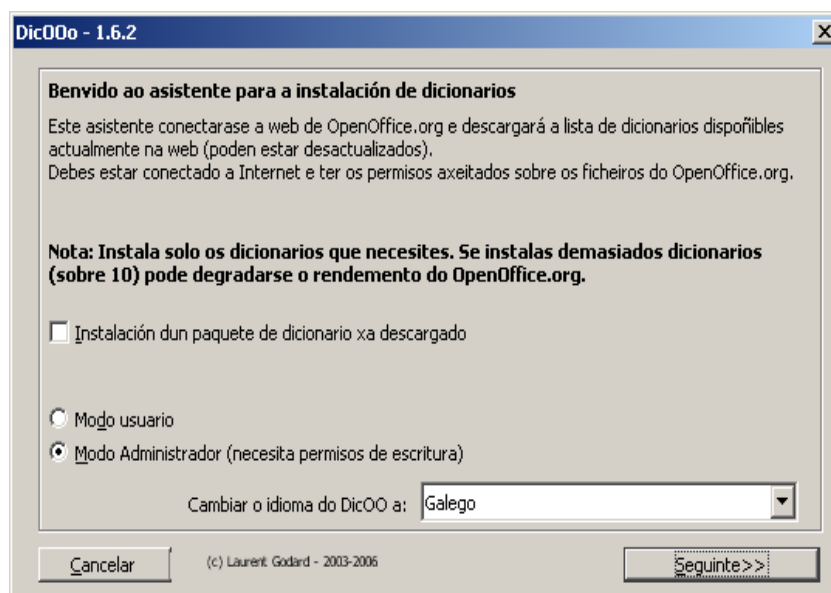 DicOOo - 1.6.2
Benvido ao asistente para a instalación de dicionarios
Este asistente conectarase a web de OpenOffice.org e descargará a lista de dicionarios dispoñibles
actualmente na web (poden estar desactualizados).
Debes estar conectado a Internet e ter os permisos axeitados sobre os ficheiros do OpenOffice.org.
Nota: Instala solo os dicionarios que necesites. Se instalas demasiados dicionarios
(sobre 10) pode degradarse o rendemento do OpenOffice.org.
Instalación dun paquete de dicionario xa descargado
Modo usuario
Modo Administrador (necesita permisos de escritura)
Cambiar o idioma do DicOO a: Galego
Cancelar (c) Laurent Godard - 2003-2006 Seguinte>>